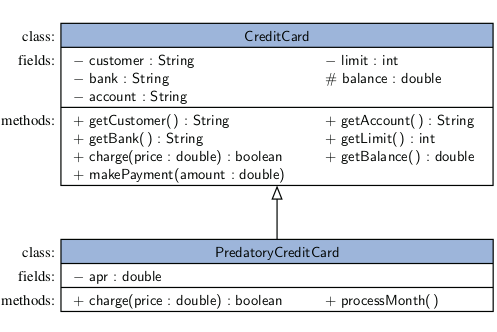 class: CreditCard
fields: − customer : String − limit : int
− bank : String # balance : double
− account : String
methods: + getCustomer( ) : String + getAccount( ) : String
+ getBank( ) : String + getLimit( ) : int
+ charge(price : double) : boolean + getBalance( ) : double
+ makePayment(amount : double)
class: PredatoryCreditCard
fields: − apr : double
methods: + charge(price : double) : boolean + processMonth( )